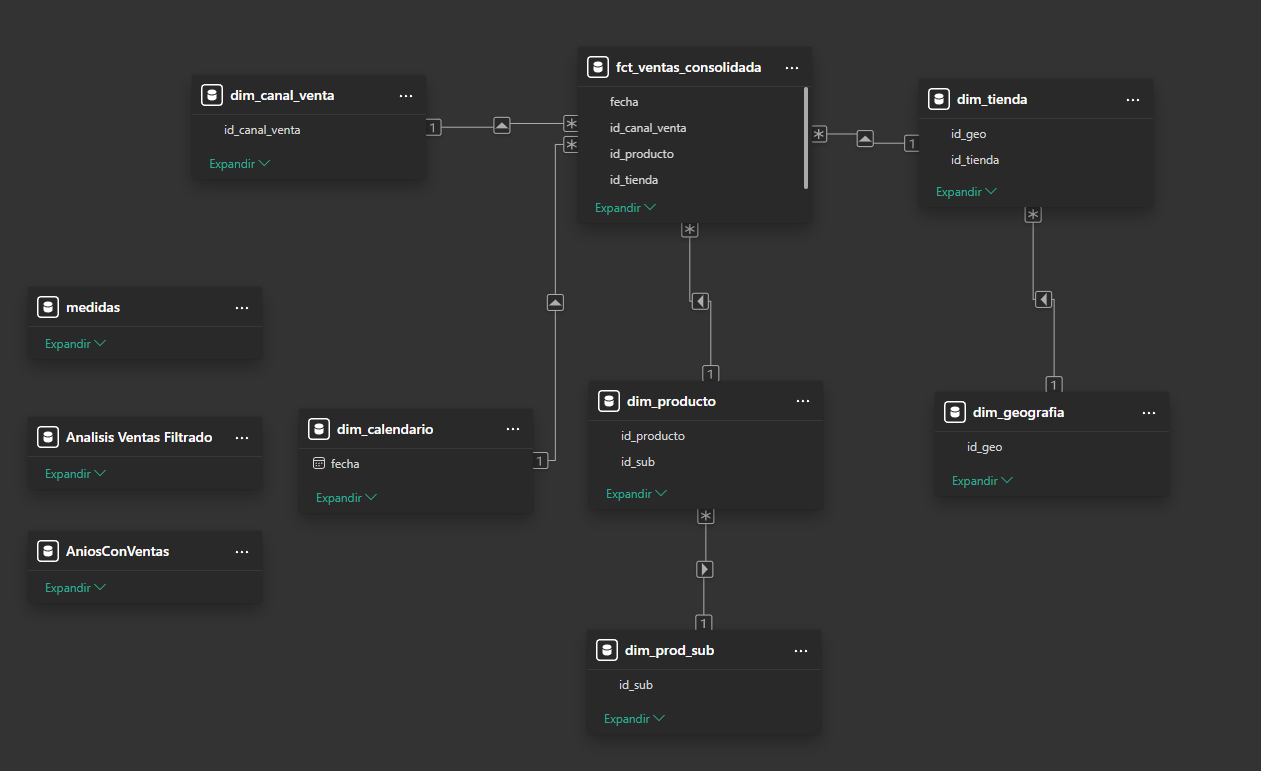 fct_ventas_consolidada ...
fecha
id_canal_venta
id_producto
id_tienda
Expandir
dim_canal_venta ...
id_canal_venta
Expandir
dim_tienda ...
id_geo
id_tienda
Expandir
1
*
*
*
1
*
*
medidas ...
Expandir
1
1
dim_producto ...
id_producto
id_sub
Expandir
dim_geografia ...
id_geo
Expandir
Analisis Ventas Filtrado ...
Expandir
dim_calendario ...
fecha
Expandir
1
*
AniosConVentas ...
Expandir
1
dim_prod_sub ...
id_sub
Expandir